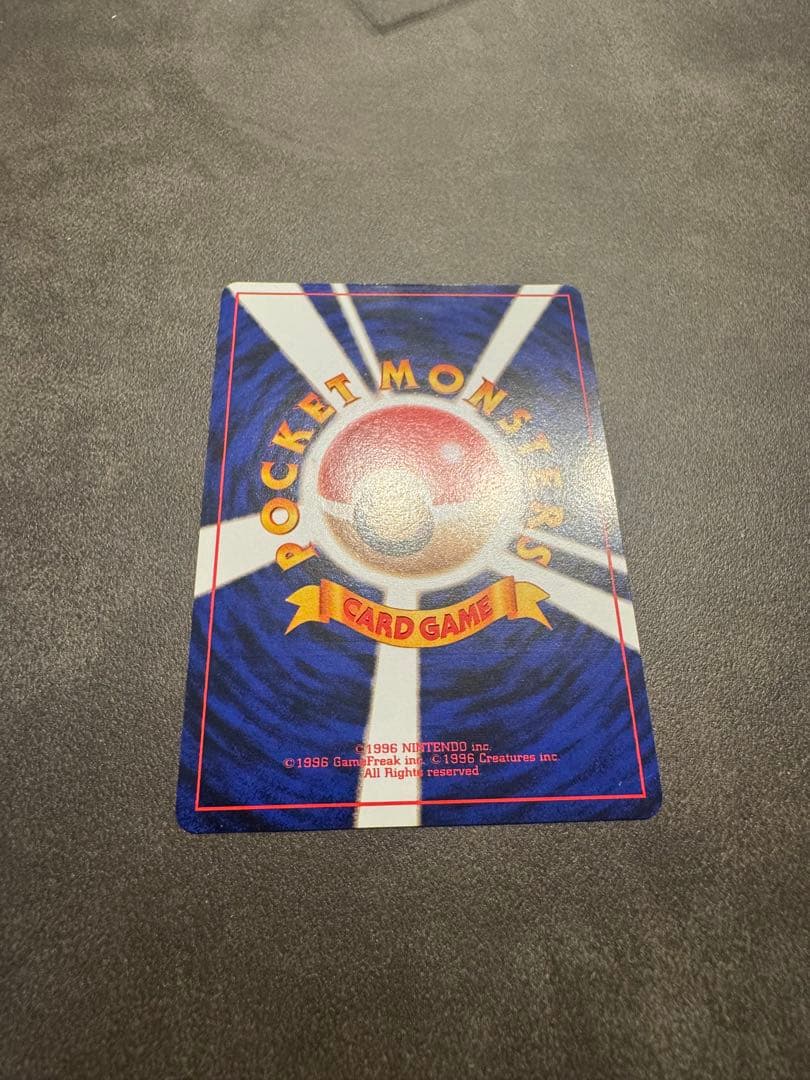 POCKET MONSTERS
CARD GAME
©1996 NINTENDO inc.
©1996 GameFreak inc. ©1996 Creatures inc.
All Rights reserved.